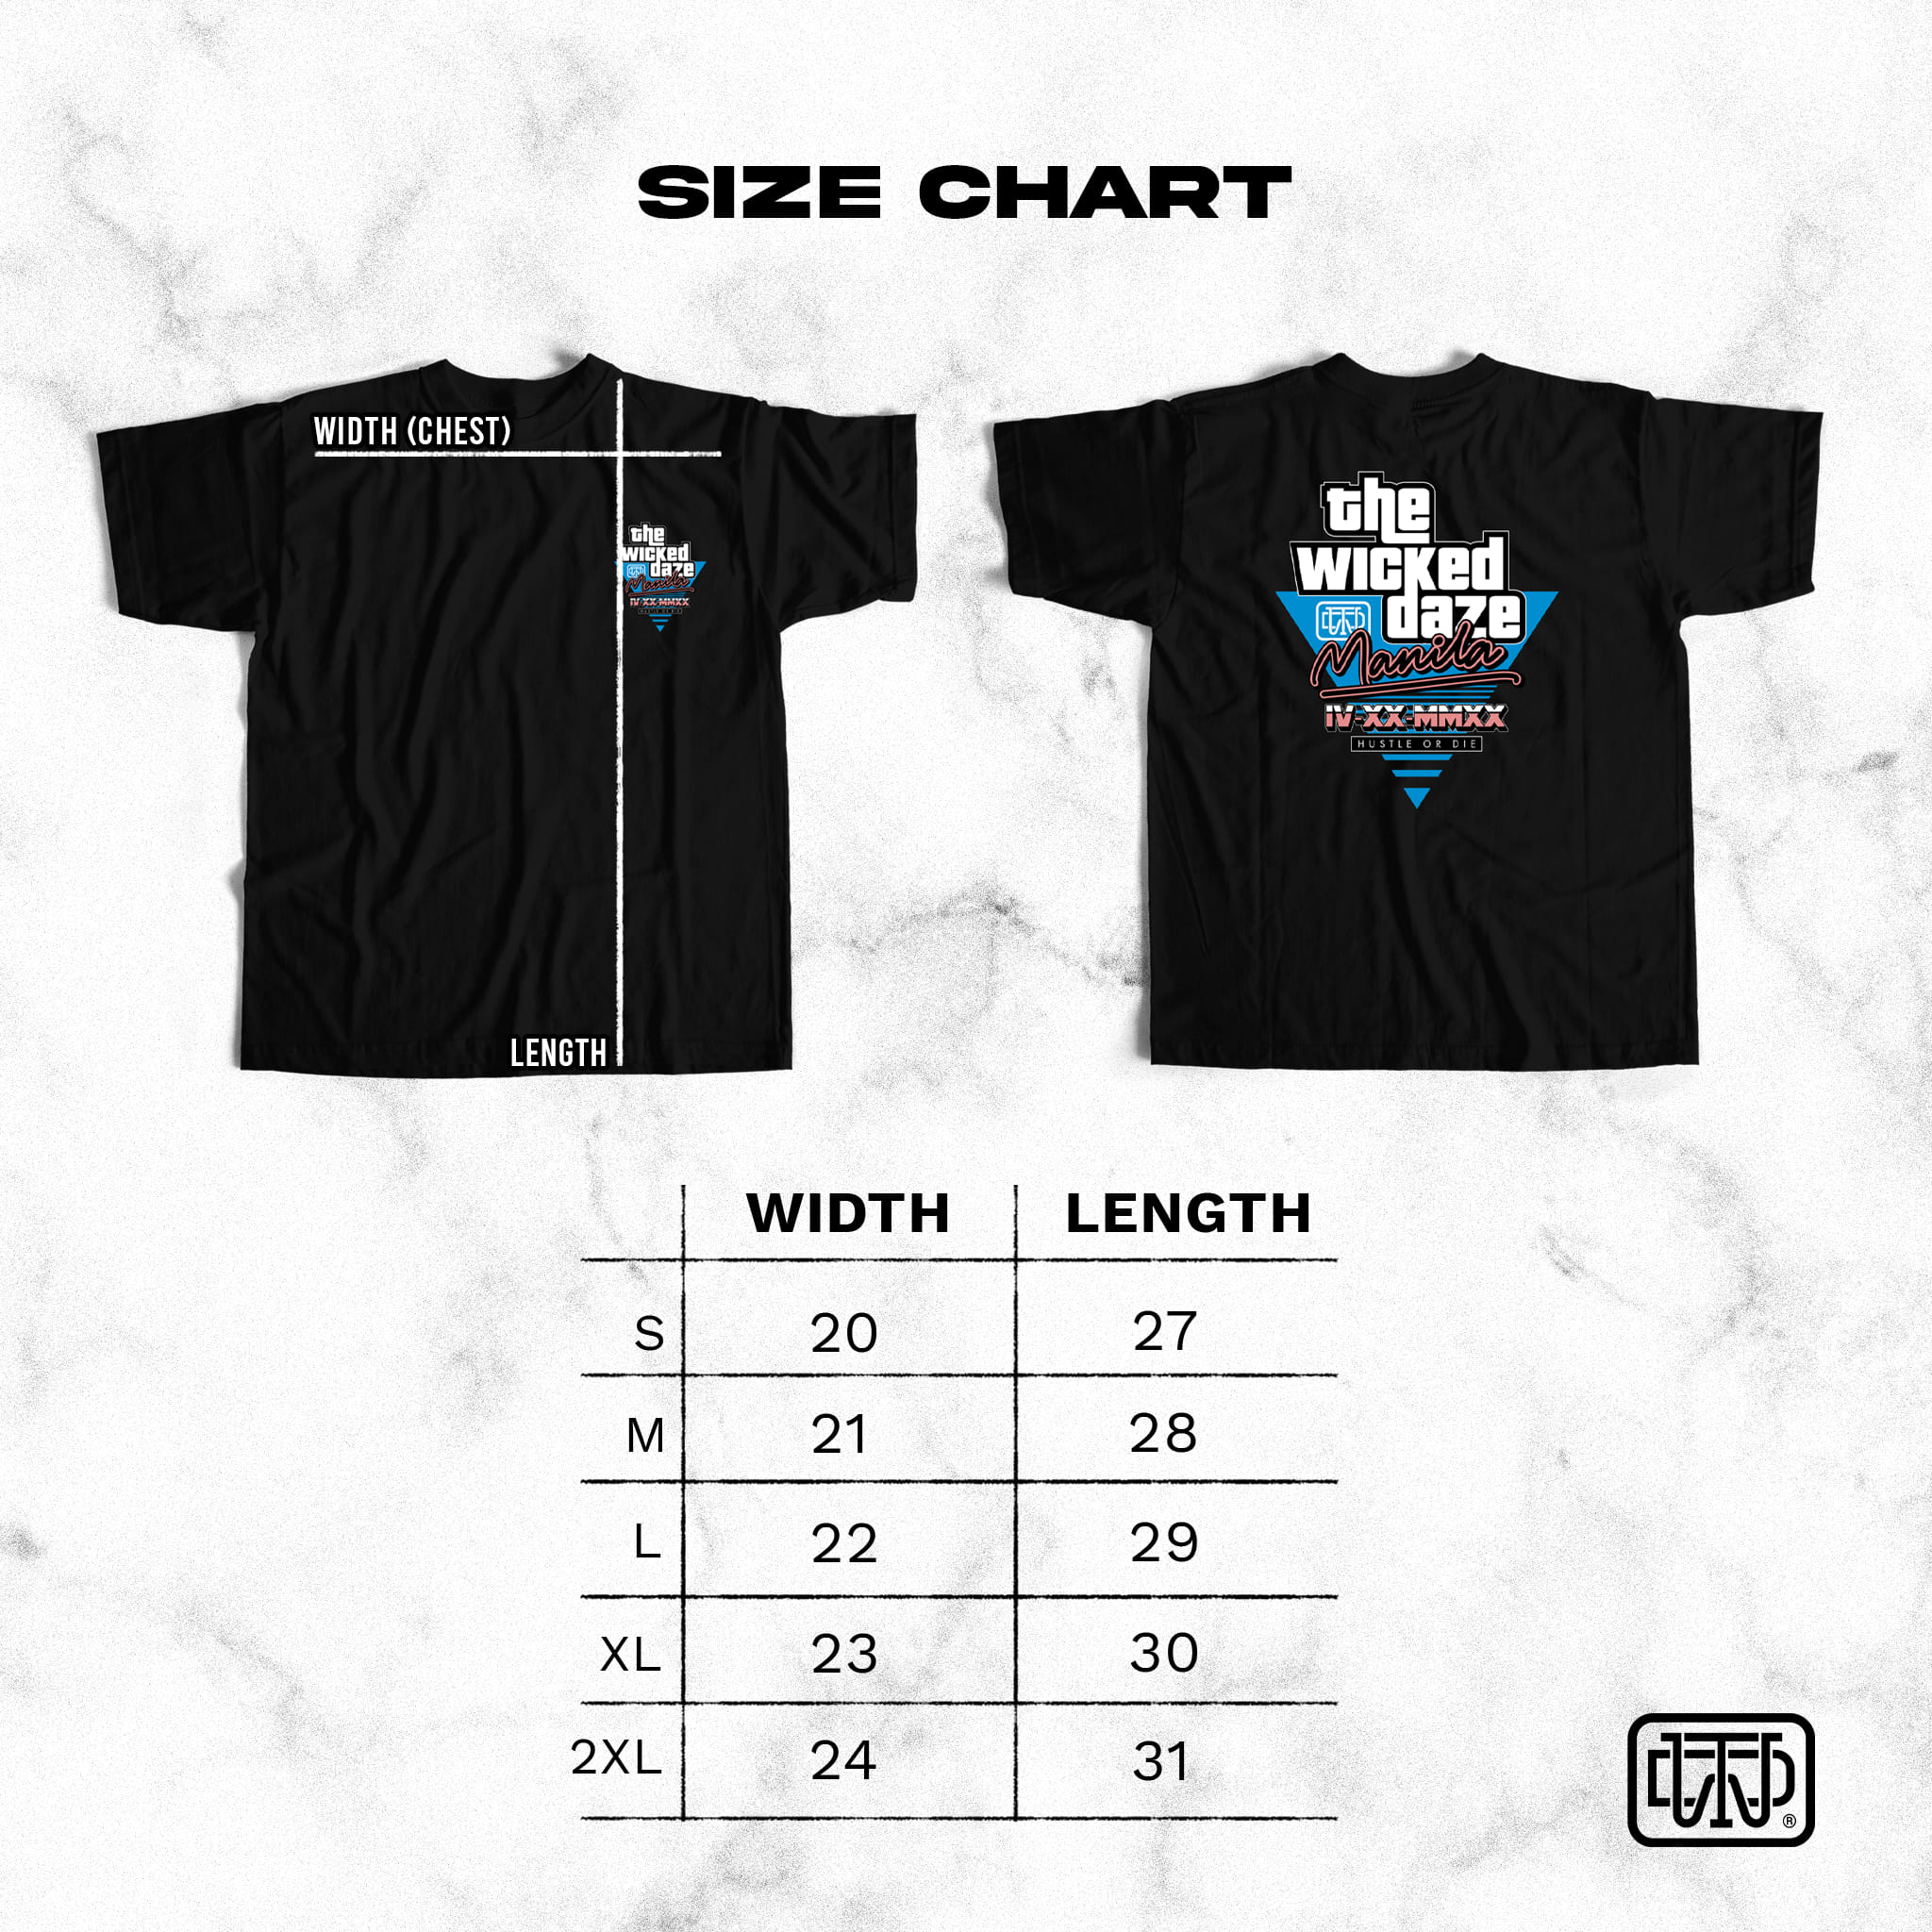 SIZE CHART
WIDTH (CHEST)
the
wicked
daze
Manila
IV-XX-MMXX
LENGTH
the
wicked
daze
Manila
IV-XX-MMXX
HUSTLE OR DIE
WIDTH LENGTH
S 20 27
M 21 28
L 22 29
XL 23 30
2XL 24 31
®